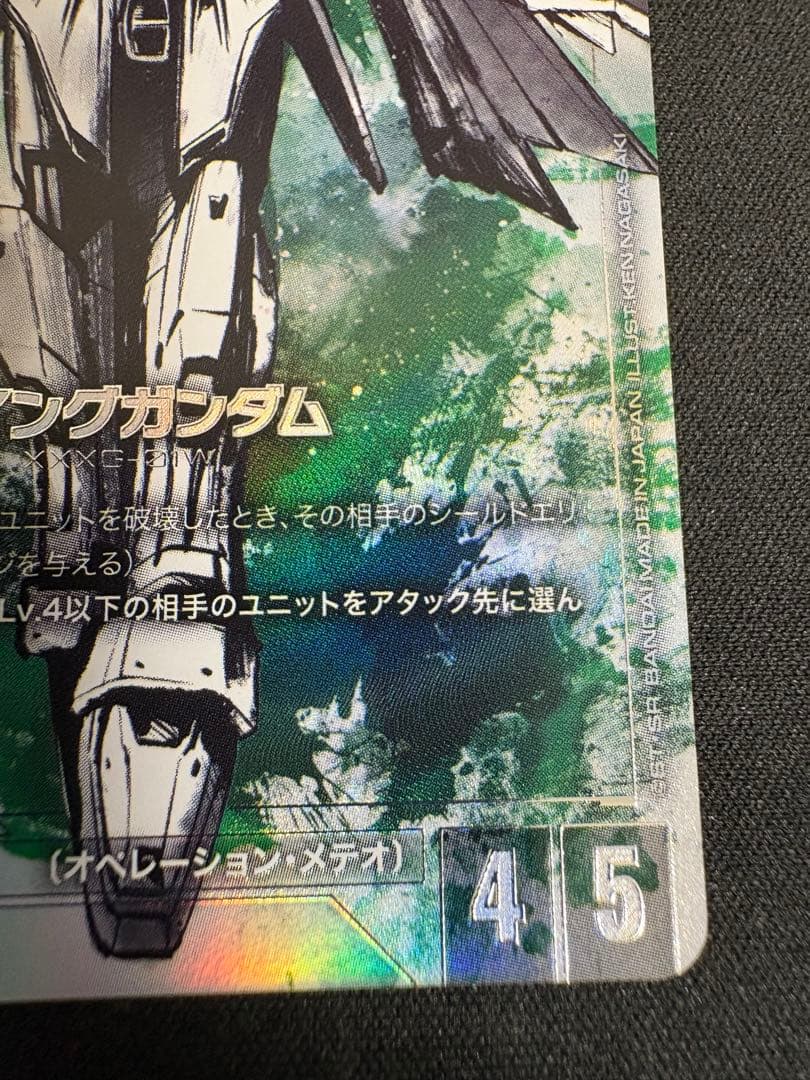 イングガンダム
XXXG-01W
ユニットを破壊したとき、その相手のシールドエリ
ジを与える）
Lv.4以下の相手のユニットをアタック先に選ん
(オペレーション・メテオ)
4 5
BANDAI MADE IN JAPAN ILLUST:KEN NAGASAKI